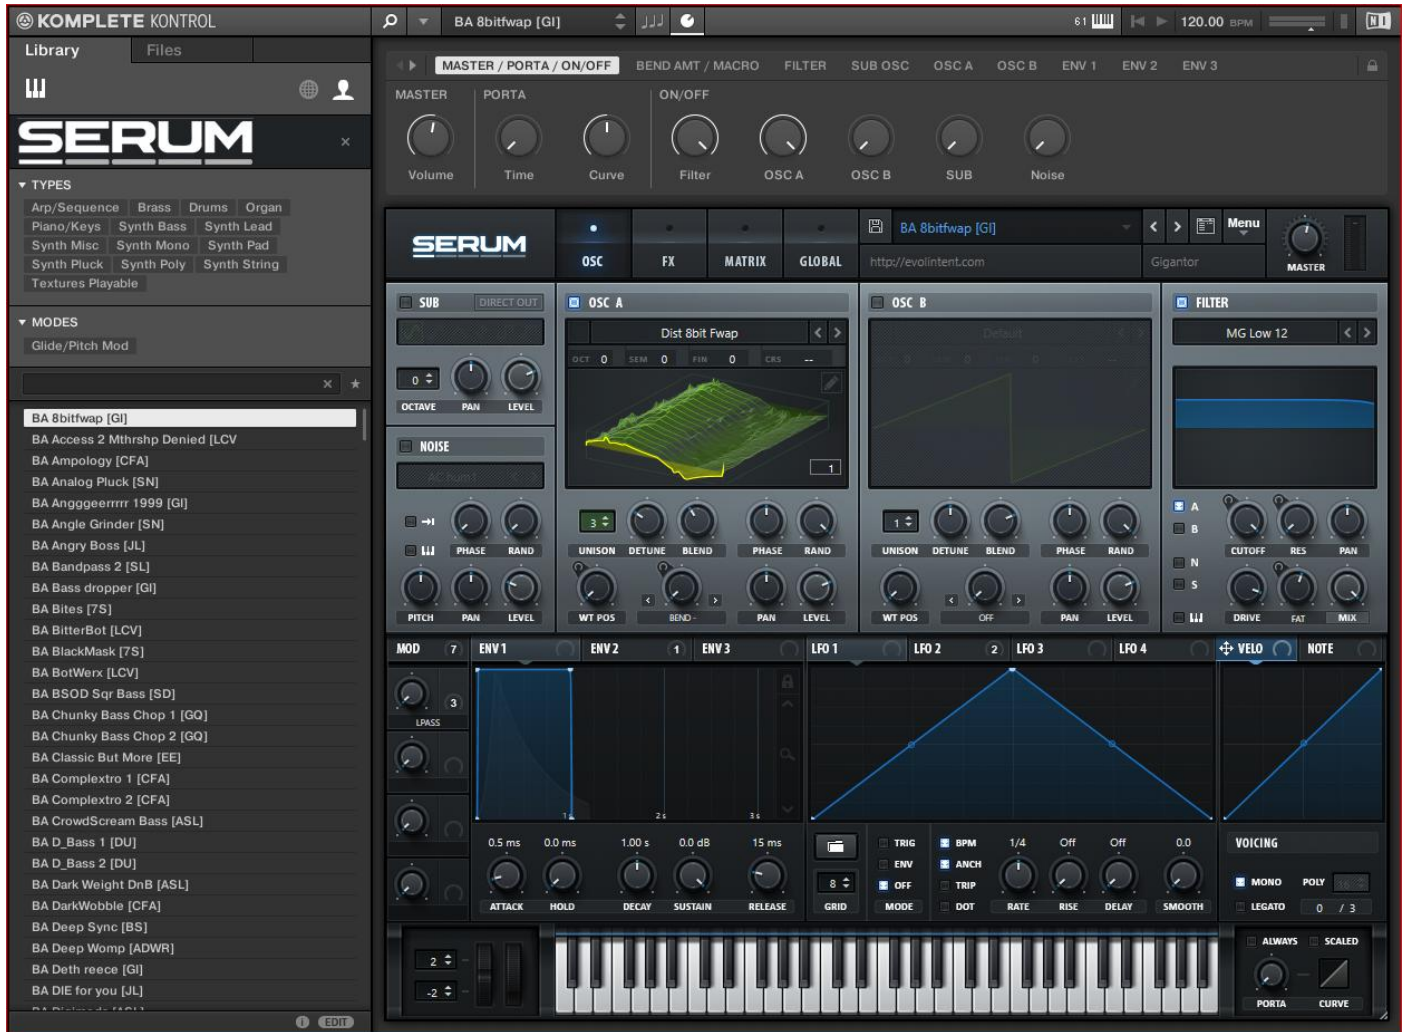 KOMPLETE KONTROL
BA 8bitfwap [GI]
61
120.00 BPM
NI
Library
Files
SERUM
TYPES
Arp/Sequence Brass Drums Organ
Piano/Keys Synth Bass Synth Lead
Synth Misc Synth Mono Synth Pad
Synth Pluck Synth Poly Synth String
Textures Playable
MODES
Glide/Pitch Mod
BA 8bitfwap [GI]
BA Access 2 Mthrshp Denied [LCV
BA Ampology [CFA]
BA Analog Pluck [SN]
BA Angggeerrrrr 1999 [GI]
BA Angle Grinder [SN]
BA Angry Boss [JL]
BA Bandpass 2 [SL]
BA Bass dropper [GI]
BA Bites [7S]
BA BitterBot [LCV]
BA BlackMask [7S]
BA BotWerx [LCV]
BA BSOD Sqr Bass [SD]
BA Chunky Bass Chop 1 [GQ]
BA Chunky Bass Chop 2 [GQ]
BA Classic But More [EE]
BA Complextro 1 [CFA]
BA Complextro 2 [CFA]
BA CrowdScream Bass [ASL]
BA D_Bass 1 [DU]
BA D_Bass 2 [DU]
BA Dark Weight DnB [ASL]
BA DarkWobble [CFA]
BA Deep Sync [BS]
BA Deep Womp [ADWR]
BA Deth reece [GI]
BA DIE for you [JL]
EDIT
MASTER / PORTA / ON/OFF BEND AMT / MACRO FILTER SUB OSC OSC A OSC B ENV 1 ENV 2 ENV 3
MASTER PORTA ON/OFF
Volume Time Curve Filter OSC A OSC B SUB Noise
SERUM
OSC FX MATRIX GLOBAL
BA 8bitfwap [GI]
Menu
http://evolintent.com
Gigantor
MASTER
SUB DIRECT OUT
0
OCTAVE PAN LEVEL
NOISE
AC hum1
PHASE RAND
PITCH PAN LEVEL
OSC A
Dist 8bit Fwap
OCT 0 SEM 0 FIN 0 CRS --
1
3
UNISON DETUNE BLEND PHASE RAND
WT POS BEND - PAN LEVEL
OSC B
Default
1
UNISON DETUNE BLEND PHASE RAND
WT POS OFF PAN LEVEL
FILTER
MG Low 12
A
B
N
S
CUTOFF RES PAN
DRIVE FAT MIX
MOD 7 ENV 1 ENV 2 1 ENV 3 LFO 1 LFO 2 2 LFO 3 LFO 4 VELO NOTE
3
LPASS
1s 2s 3s
0.5 ms 0.0 ms 1.00 s 0.0 dB 15 ms
ATTACK HOLD DECAY SUSTAIN RELEASE
8
GRID
TRIG
ENV
OFF
MODE
BPM
ANCH
TRIP
DOT
1/4 Off Off 0.0
RATE RISE DELAY SMOOTH
VOICING
MONO POLY
LEGATO 0 / 3
2
-2
ALWAYS SCALED
PORTA CURVE